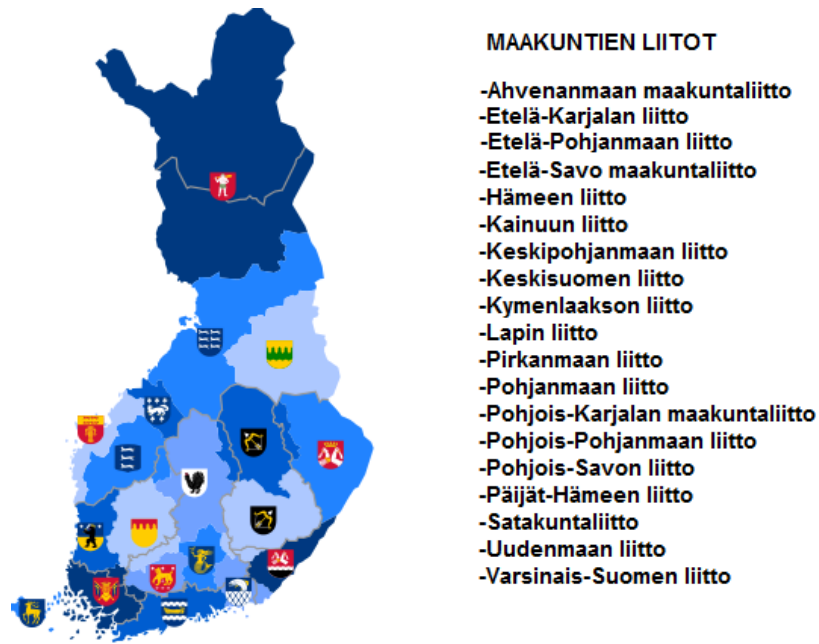 MAAKUNTIEN LIITOT
-Ahvenanmaan maakuntaliitto
-Etelä-Karjalan liitto
-Etelä-Pohjanmaan liitto
-Etelä-Savo maakuntaliitto
-Hämeen liitto
-Kainuun liitto
-Keskipohjanmaan liitto
-Keskisuomen liitto
-Kymenlaakson liitto
-Lapin liitto
-Pirkanmaan liitto
-Pohjanmaan liitto
-Pohjois-Karjalan maakuntaliitto
-Pohjois-Pohjanmaan liitto
-Pohjois-Savon liitto
-Päijät-Hämeen liitto
-Satakuntaliitto
-Uudenmaan liitto
-Varsinais-Suomen liitto